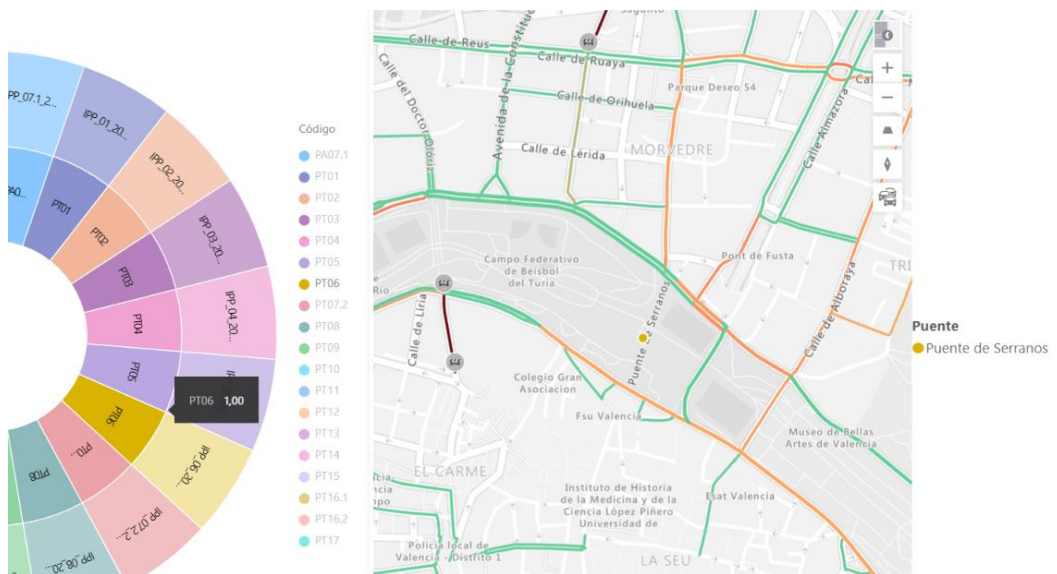 IPP_07.1_2...
IPP_01_20...
IPP_02_20...
IPP_03_20...
IPP_04_20...
IPP_06_20...
IPP_07.2_2...
IPP_08_20...
PT01
PT02
PT03
PT04
PT05
PT06
PT0...
PT08
PT06 1,00
Código
PA07.1
PT01
PT02
PT03
PT04
PT05
PT06
PT07.2
PT08
PT09
PT10
PT11
PT12
PT13
PT14
PT15
PT16.1
PT16.2
PT17
Calle de Reus
Calle de Ruaya
Parque Deseo 54
Calle del Doctor Olóriz
Avenida de la Constituc
Calle de Orihuela
Calle Almazora
Calle de Lérida
MORVEDRE
Campo Federativo
de Béisbol
del Turia
Pont de Fusta
TRI
Río
Calle de Liria
Puente de Serranos
Calle de Alboraya
Colegio Gran
Asociacion
Fsu Valencia
Museo de Bellas
Artes de Valencia
EL CARME
Instituto de Historia
de la Medicina y de la
Ciencia López Piñero
Universidad de
Esat Valencia
Policía local de
Valencia - Distrito 1
LA SEU
Puente
Puente de Serranos